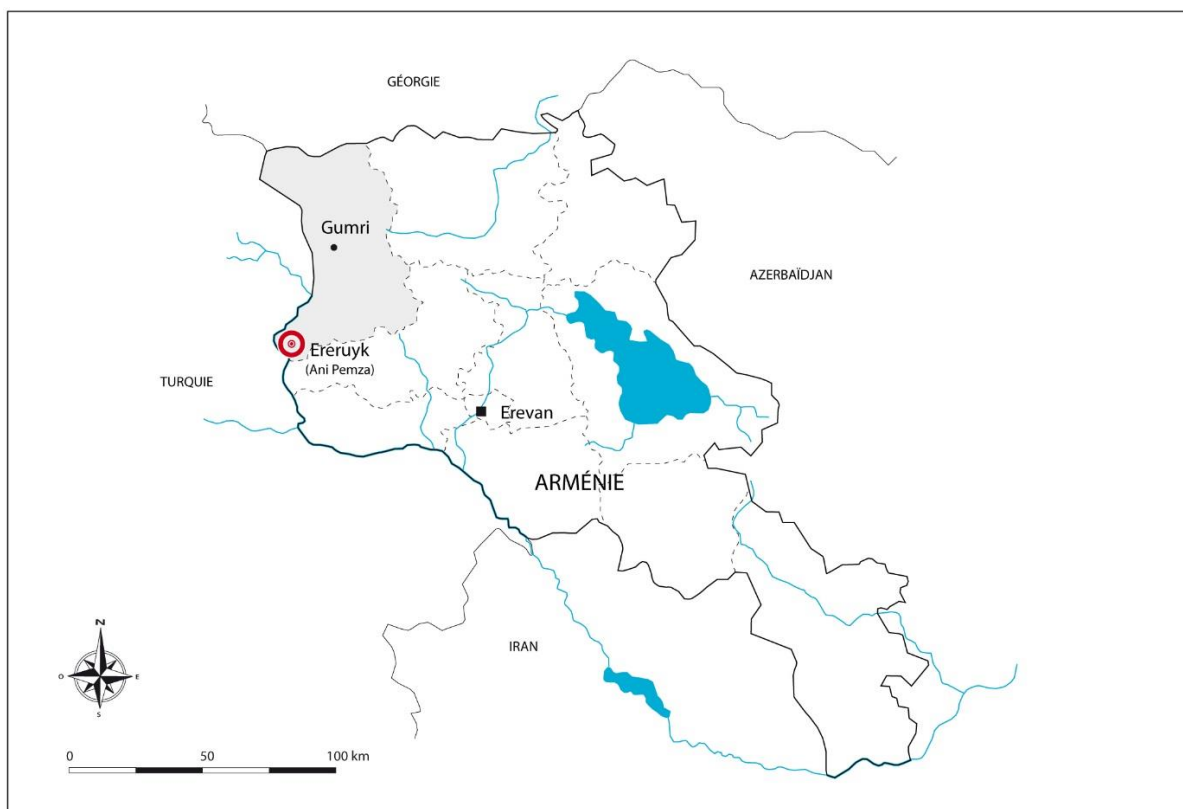 GÉORGIE
Gumri
AZERBAÏDJAN
Ereruyk
(Ani Pemza)
TURQUIE
Erevan
ARMÉNIE
N
O
E
S
IRAN
0
50
100 km